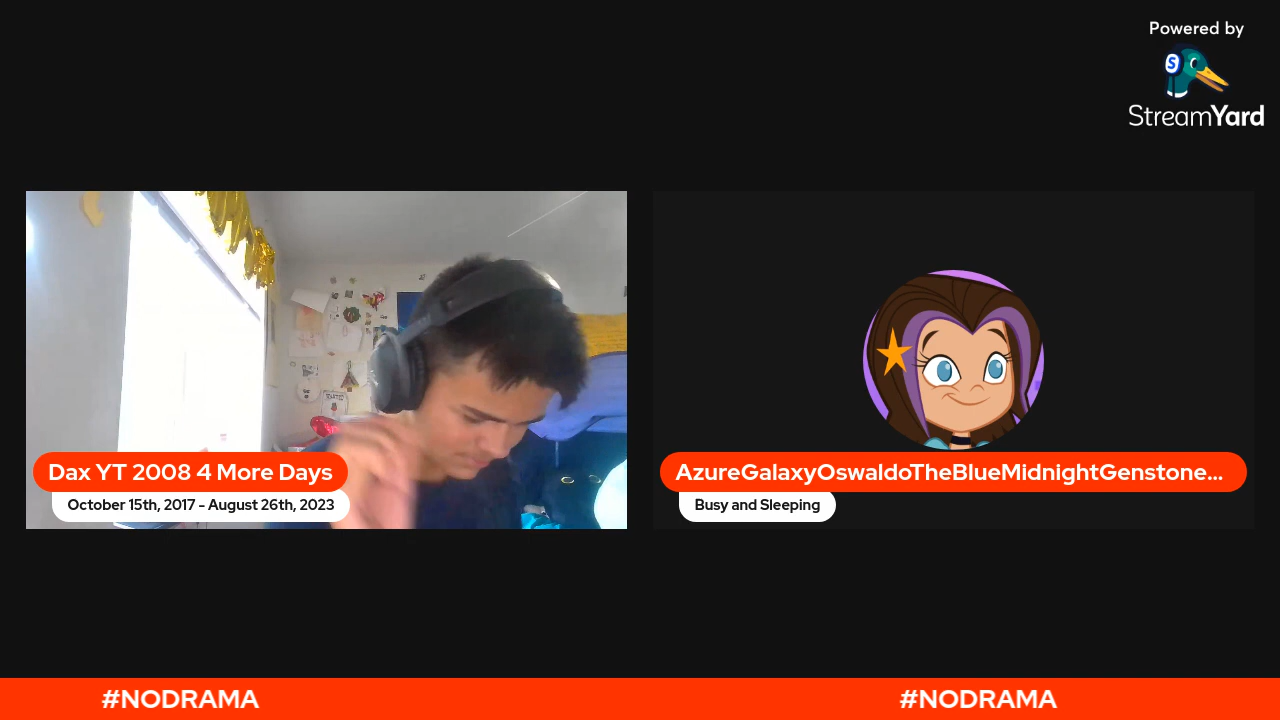 Powered by
S
StreamYard
Dax YT 2008 4 More Days
October 15th, 2017 - August 26th, 2023
AzureGalaxyOswaldoTheBlueMidnightGenstone...
Busy and Sleeping
#NODRAMA
#NODRAMA